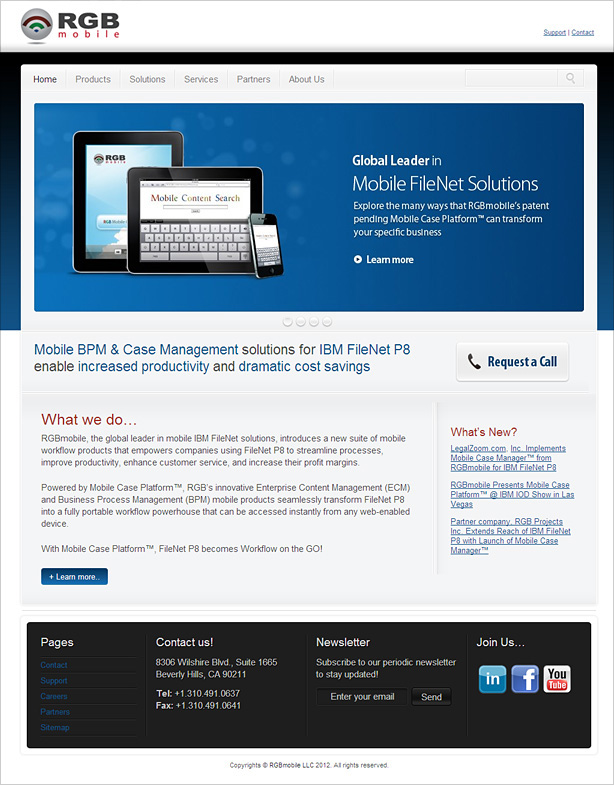 RGB
mobile
Support | Contact
Home Products Solutions Services Partners About Us
RGB
mobile
Mobile Content Search
Global Leader in
Mobile FileNet Solutions
Explore the many ways that RGBmobile's patent
pending Mobile Case Platform™ can transform
your specific business
Learn more
Mobile BPM & Case Management solutions for IBM FileNet P8
enable increased productivity and dramatic cost savings
Request a Call
What we do…
RGBmobile, the global leader in mobile IBM FileNet solutions, introduces a new suite of mobile
workflow products that empowers companies using FileNet P8 to streamline processes,
improve productivity, enhance customer service, and increase their profit margins.
Powered by Mobile Case Platform™, RGB's innovative Enterprise Content Management (ECM)
and Business Process Management (BPM) mobile products seamlessly transform FileNet P8
into a fully portable workflow powerhouse that can be accessed instantly from any web-enabled
device.
With Mobile Case Platform™, FileNet P8 becomes Workflow on the GO!
+ Learn more..
What's New?
LegalZoom.com, Inc. Implements
Mobile Case Manager™ from
RGBmobile for IBM FileNet P8
RGBmobile Presents Mobile Case
Platform™ @ IBM IOD Show in Las
Vegas
Partner company, RGB Projects
Inc. Extends Reach of IBM FileNet
P8 with Launch of Mobile Case
Manager™
Pages
Contact
Support
Careers
Partners
Sitemap
Contact us!
8306 Wilshire Blvd., Suite 1665
Beverly Hills, CA 90211
Tel: +1.310.491.0637
Fax: +1.310.491.0641
Newsletter
Subscribe to our periodic newsletter
to stay updated!
Enter your email Send
Join Us…
in f You Tube
Copyrights © RGBmobile LLC 2012. All rights reserved.